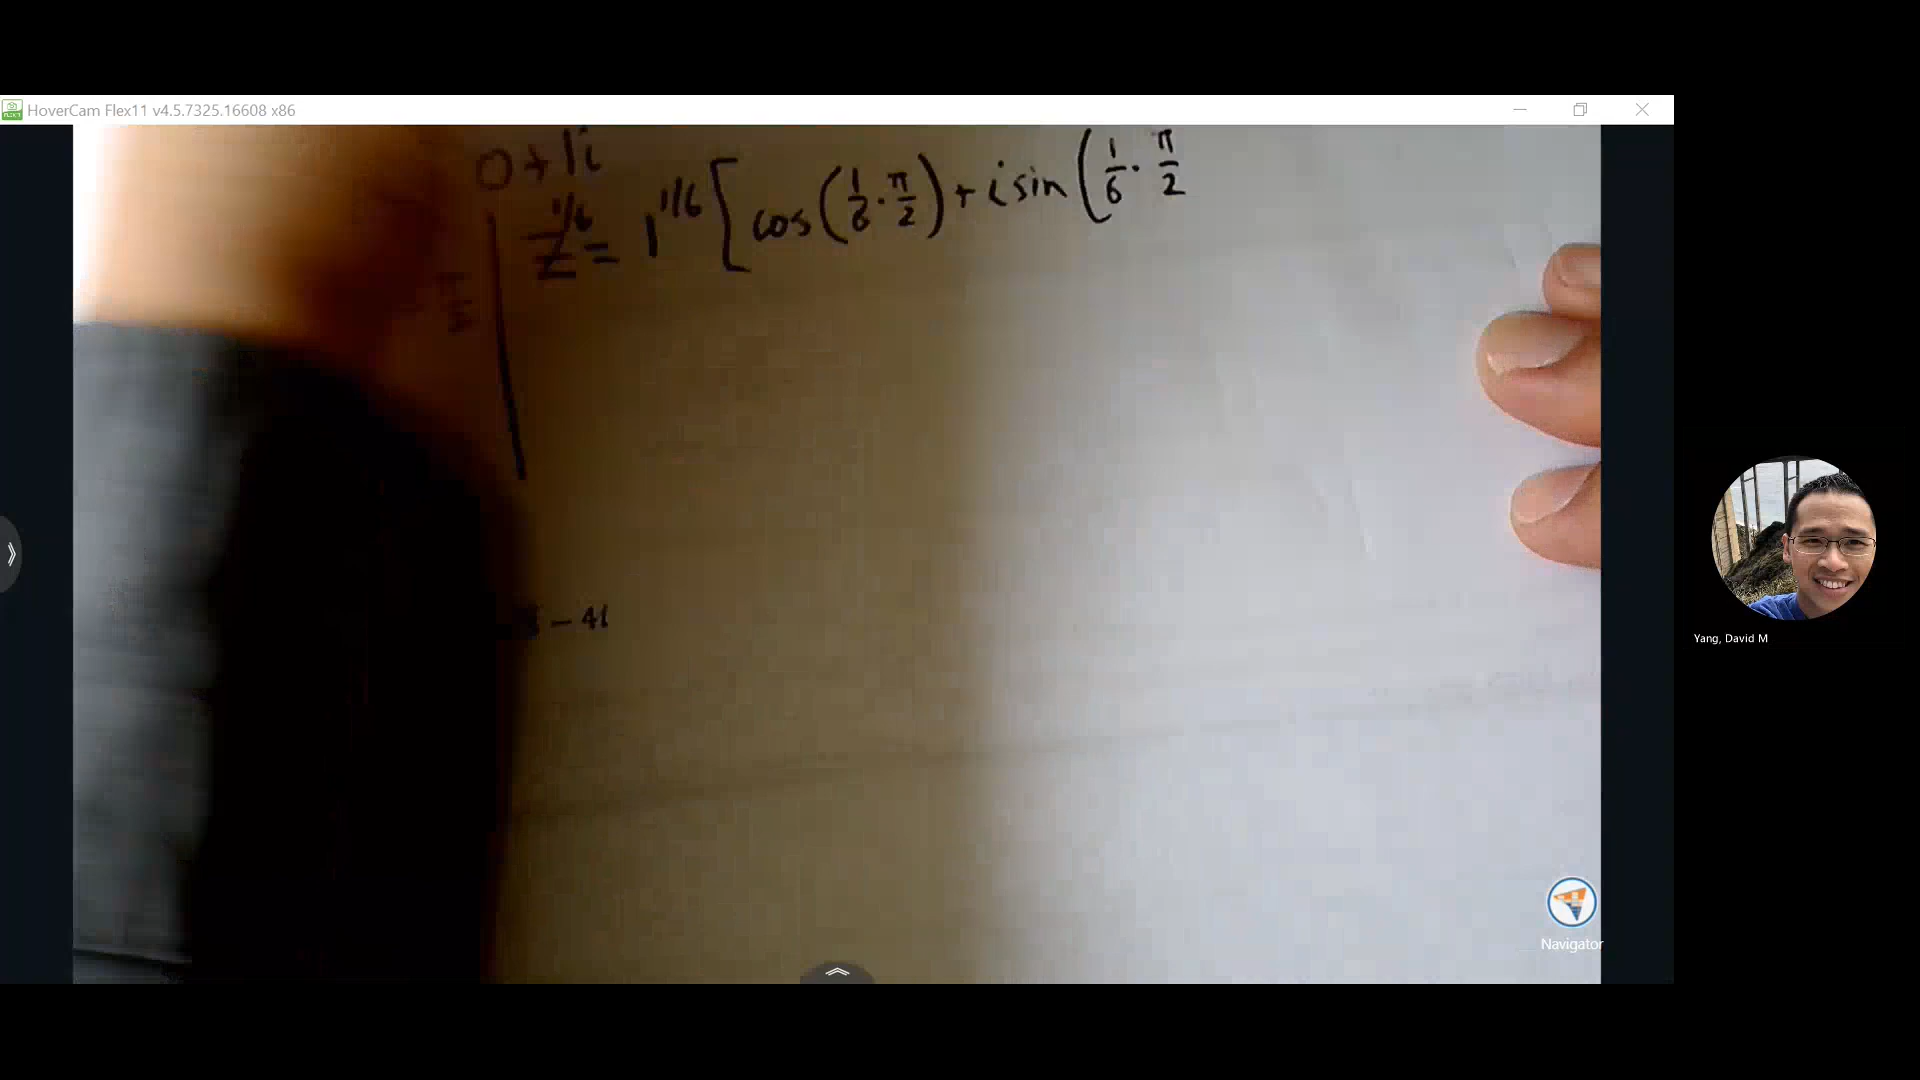 HoverCam Flex11 v4.5.7325.16608 x86
0 + 1i
z^{1/6} = 1^{1/6} [ cos ( 1/6 · π/2 ) + i sin ( 1/6 · π/2
π/2
- 4i
Yang, David M
Navigator